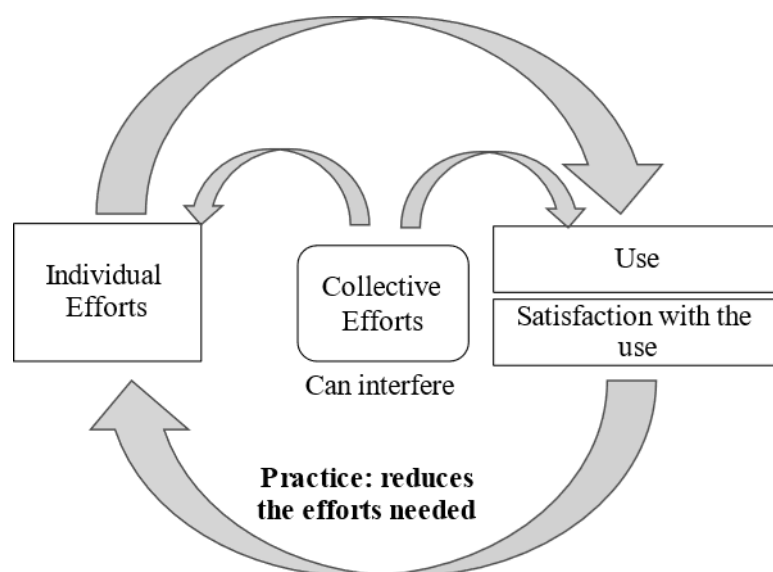 Individual
Efforts
Collective
Efforts
Can interfere
Use
Satisfaction with the
use
Practice: reduces
the efforts needed